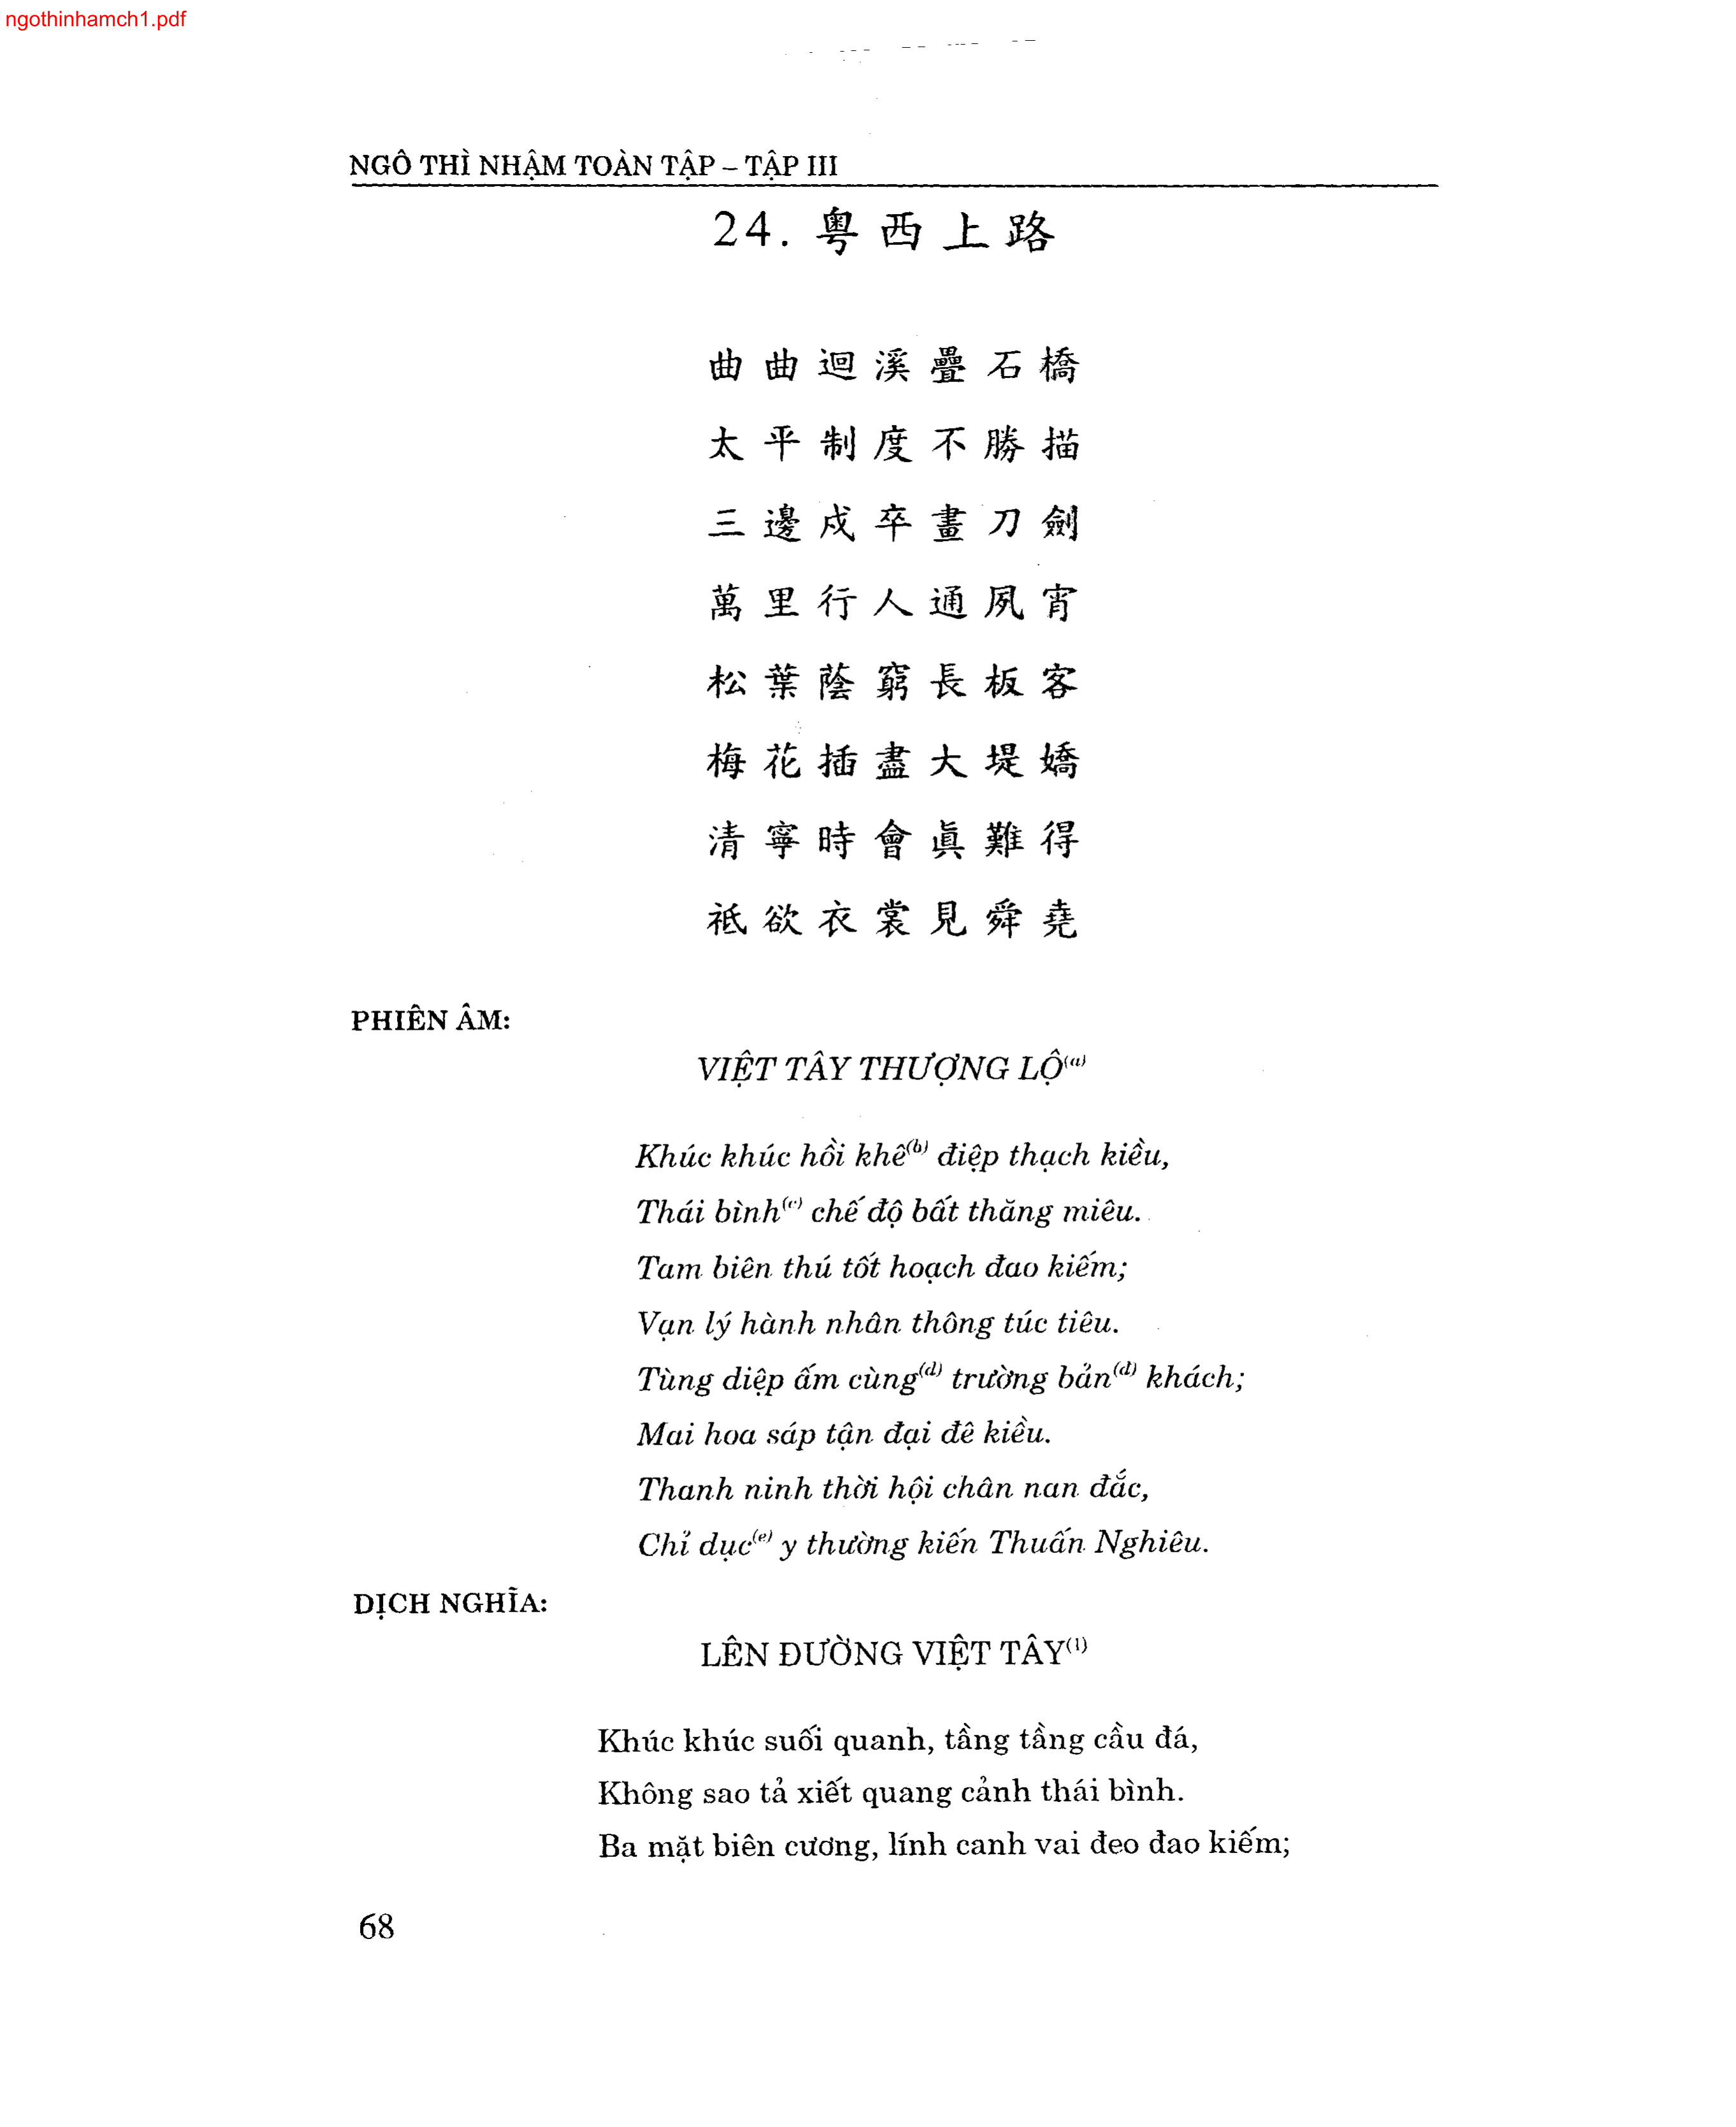 ngothinhamch1.pdf
NGÔ THÌ NHẬM TOÀN TẬP – TẬP III
24. 粵西上路
曲曲迴溪疊石橋
太平制度不勝描
三邊戍卒畫刀劍
萬里行人通夙宵
松葉蔭窮長板客
梅花插盡大堤嬌
清寧時會眞難得
祗欲衣裳見舜堯
PHIÊN ÂM:
VIỆT TÂY THƯỢNG LỘ(a)
Khúc khúc hồi khê(b) điệp thạch kiều,
Thái bình(c) chế độ bất thăng miêu.
Tam biên thú tốt hoạch đao kiếm;
Vạn lý hành nhân thông túc tiêu.
Tùng diệp ấm cùng(d) trường bản(d) khách;
Mai hoa sáp tận đại đê kiều.
Thanh ninh thời hội chân nan đắc,
Chỉ dục(e) y thường kiến Thuấn Nghiêu.
DỊCH NGHĨA:
LÊN ĐƯỜNG VIỆT TÂY(1)
Khúc khúc suối quanh, tầng tầng cầu đá,
Không sao tả xiết quang cảnh thái bình.
Ba mặt biên cương, lính canh vai đeo đao kiếm;
68